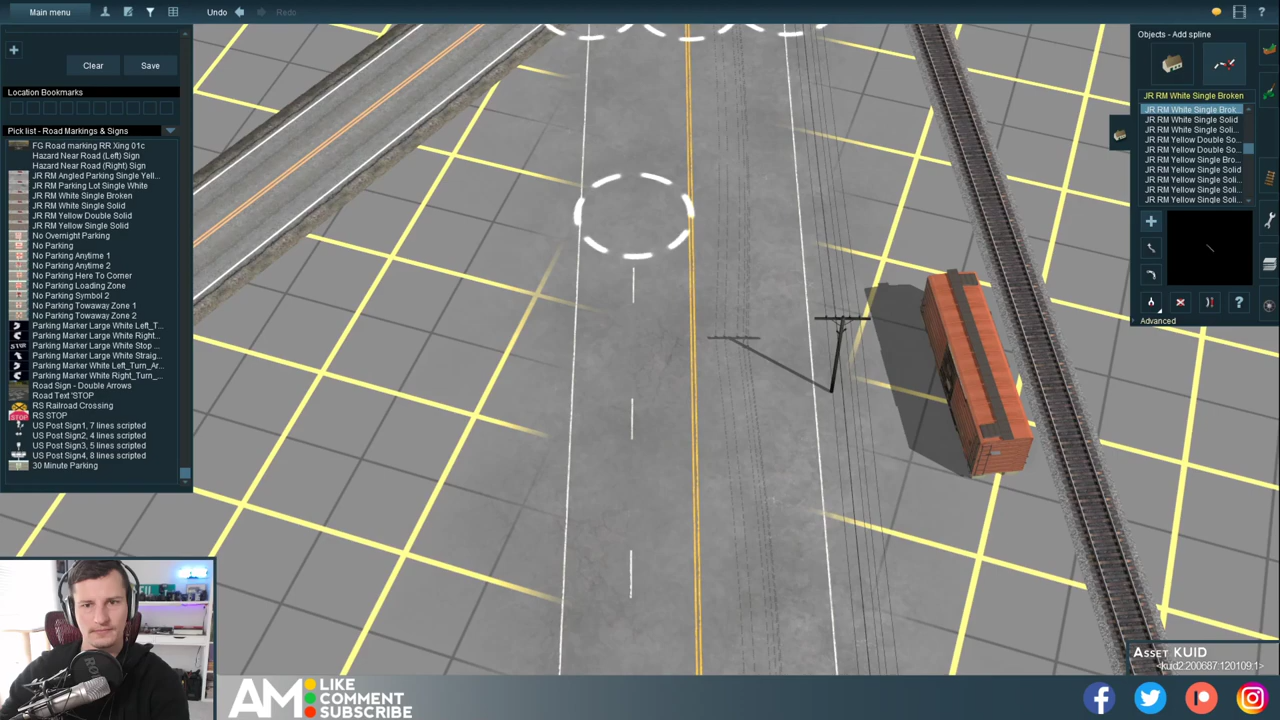 Main menu
Undo
Redo
Clear
Save
Location Bookmarks
Pick list - Road Markings & Signs
FG Road marking RR Xing 01c
Hazard Near Road (Left) Sign
Hazard Near Road (Right) Sign
JR RM Angled Parking Single Yell...
JR RM Parking Lot Single White
JR RM White Single Broken
JR RM White Single Solid
JR RM Yellow Double Solid
JR RM Yellow Single Solid
No Overnight Parking
No Parking
No Parking Anytime 1
No Parking Anytime 2
No Parking Here To Corner
No Parking Loading Zone
No Parking Symbol 2
No Parking Towaway Zone 1
No Parking Towaway Zone 2
Parking Marker Large White Left_T...
Parking Marker Large White Right...
Parking Marker Large White Stop ...
Parking Marker Large White Straig...
Parking Marker White Left_Turn_Ar...
Parking Marker White Right_Turn_...
Road Sign - Double Arrows
Road Text 'STOP'
RS Railroad Crossing
STOP
RS STOP
US Post Sign1, 7 lines scripted
US Post Sign2, 4 lines scripted
US Post Sign3, 5 lines scripted
US Post Sign4, 8 lines scripted
30 Minute Parking
Objects - Add spline
JR RM White Single Broken
JR RM White Single Brok...
JR RM White Single Solid
JR RM White Single Soli...
JR RM Yellow Double So...
JR RM Yellow Double So...
JR RM Yellow Single Bro...
JR RM Yellow Single Solid
JR RM Yellow Single Soli...
JR RM Yellow Single Soli...
JR RM Yellow Single Soli...
Advanced
ASSET KUID
<kuid2:200687:120109:1>
AM
LIKE
COMMENT
SUBSCRIBE